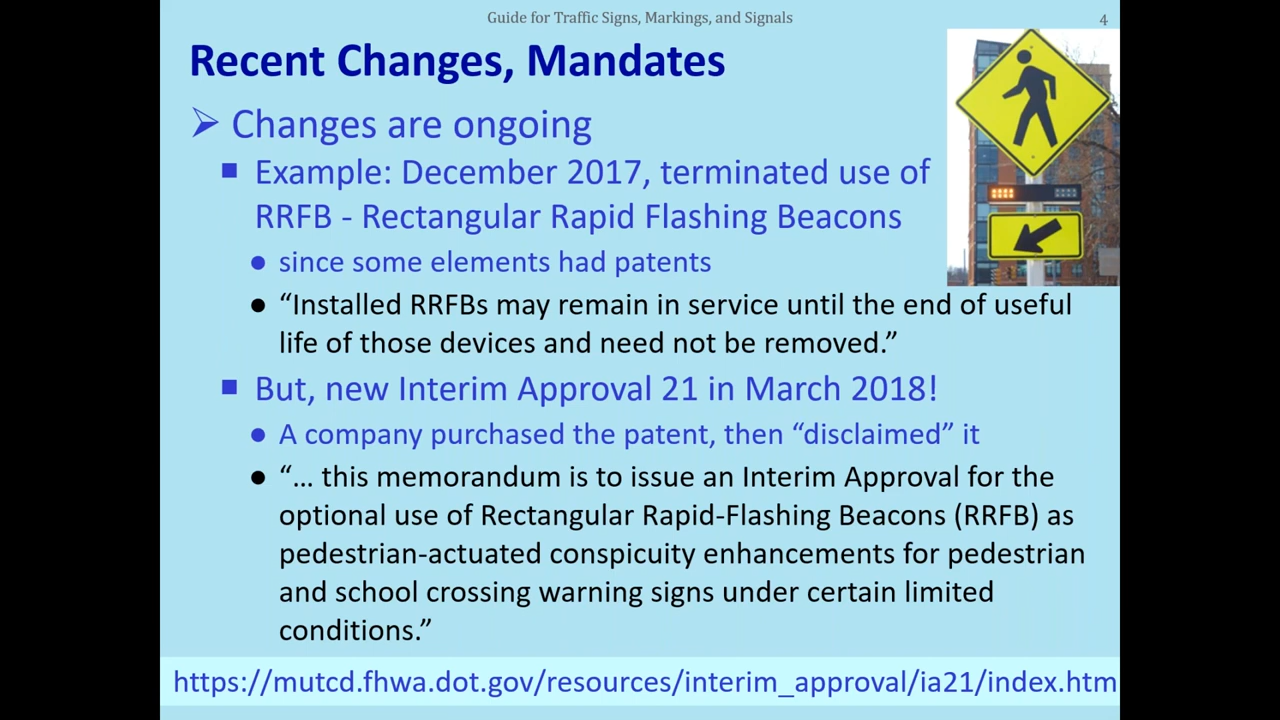 Guide for Traffic Signs, Markings, and Signals
4
Recent Changes, Mandates
➢ Changes are ongoing
▪ Example: December 2017, terminated use of
RRFB - Rectangular Rapid Flashing Beacons
● since some elements had patents
● “Installed RRFBs may remain in service until the end of useful
life of those devices and need not be removed.”
▪ But, new Interim Approval 21 in March 2018!
● A company purchased the patent, then “disclaimed” it
● “… this memorandum is to issue an Interim Approval for the
optional use of Rectangular Rapid-Flashing Beacons (RRFB) as
pedestrian-actuated conspicuity enhancements for pedestrian
and school crossing warning signs under certain limited
conditions.”
https://mutcd.fhwa.dot.gov/resources/interim_approval/ia21/index.htm